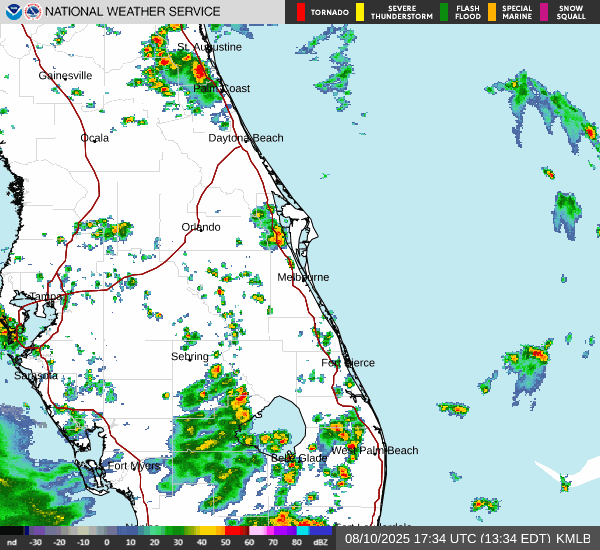 NATIONAL WEATHER SERVICE
TORNADO
SEVERE THUNDERSTORM
FLASH FLOOD
SPECIAL MARINE
SNOW SQUALL
St. Augustine
Gainesville
Palm Coast
Ocala
Daytona Beach
Orlando
Melbourne
Tampa
Sebring
Fort Pierce
Sarasota
West Palm Beach
Belle Glade
Fort Myers
nd -30 -20 -10 0 10 20 30 40 50 60 70 80 dBZ
08/10/2025 17:34 UTC (13:34 EDT) KMLB